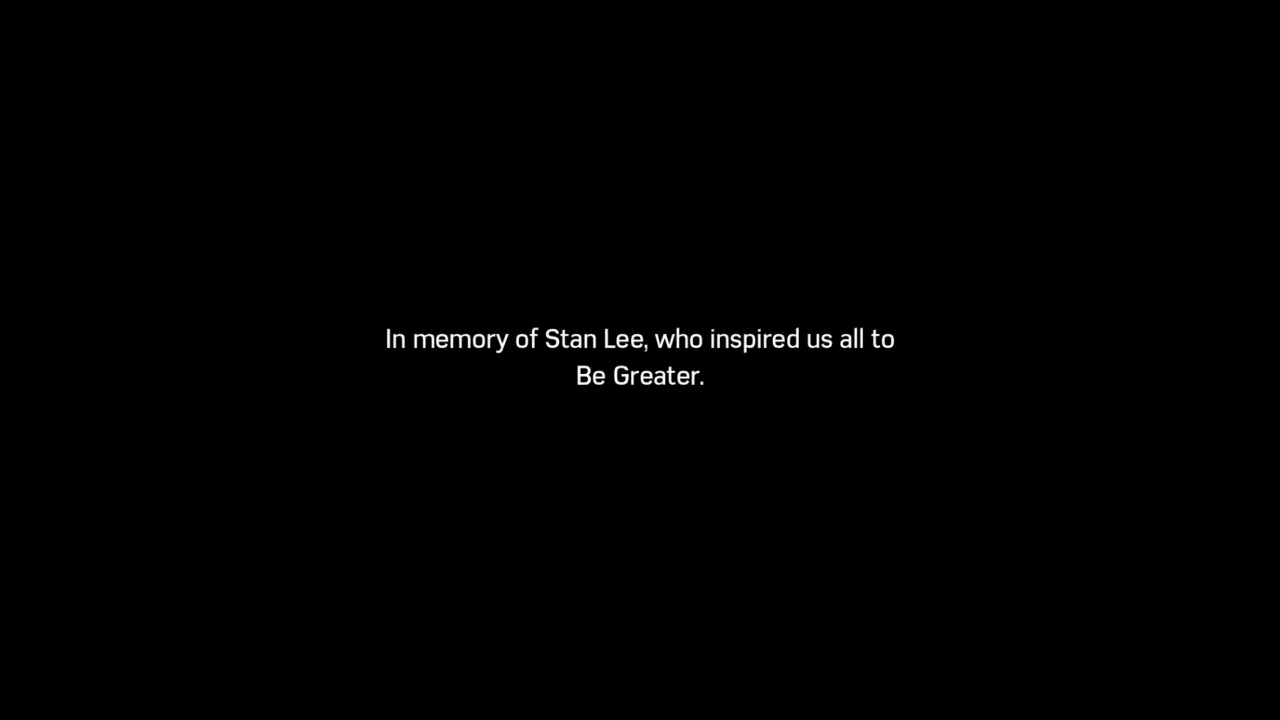 In memory of Stan Lee, who inspired us all to
Be Greater.